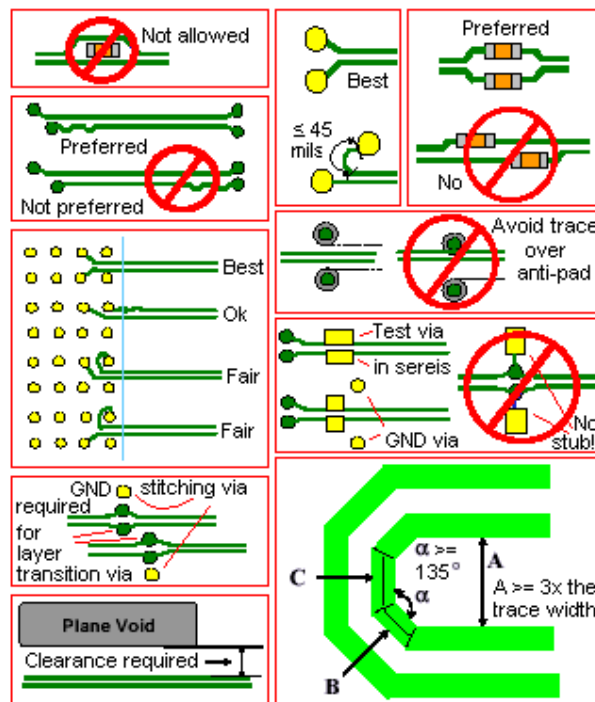 Not allowed
Preferred
Not preferred
Best
≤ 45
mils
Preferred
No
Best
Ok
Fair
Fair
Avoid trace
over
anti-pad
Test via
in sereis
GND via
No
stub!
GND
stitching via
required
for
layer
transition via
Plane Void
Clearance required
α >=
135°
α
A
A >= 3x the
trace width
C
B